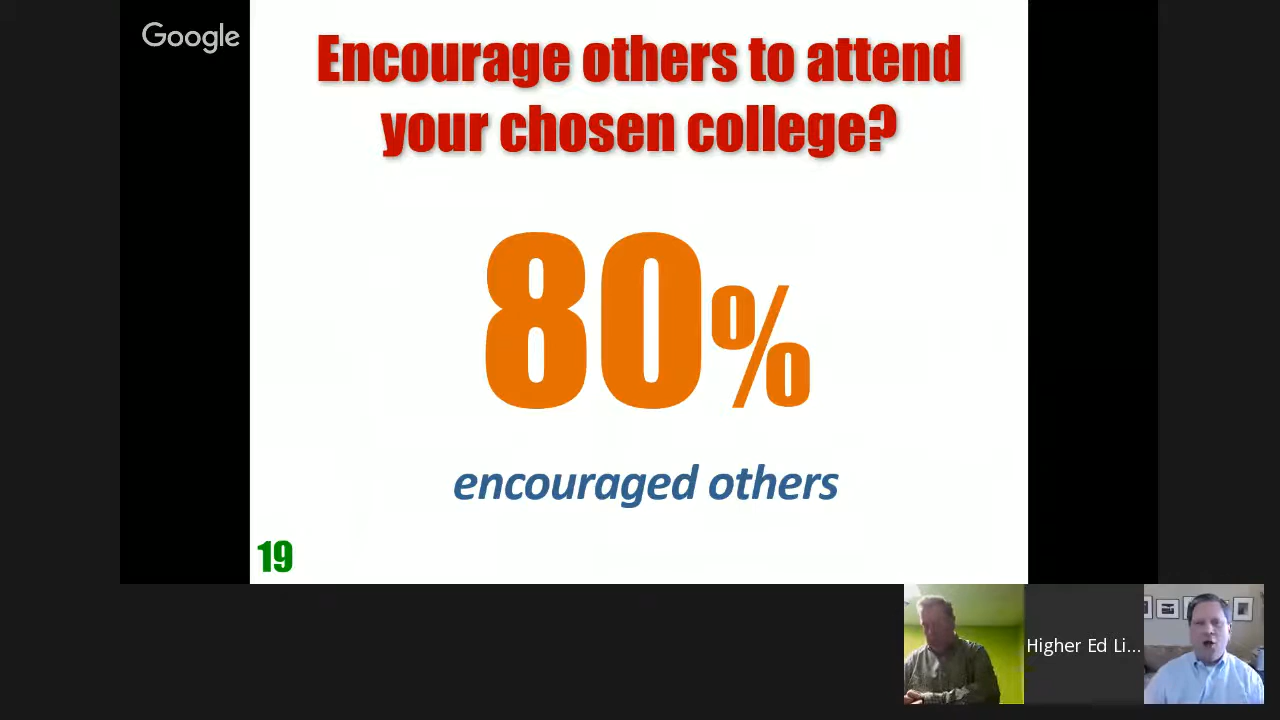 Google
Encourage others to attend
your chosen college?
80%
encouraged others
19
Higher Ed Li...